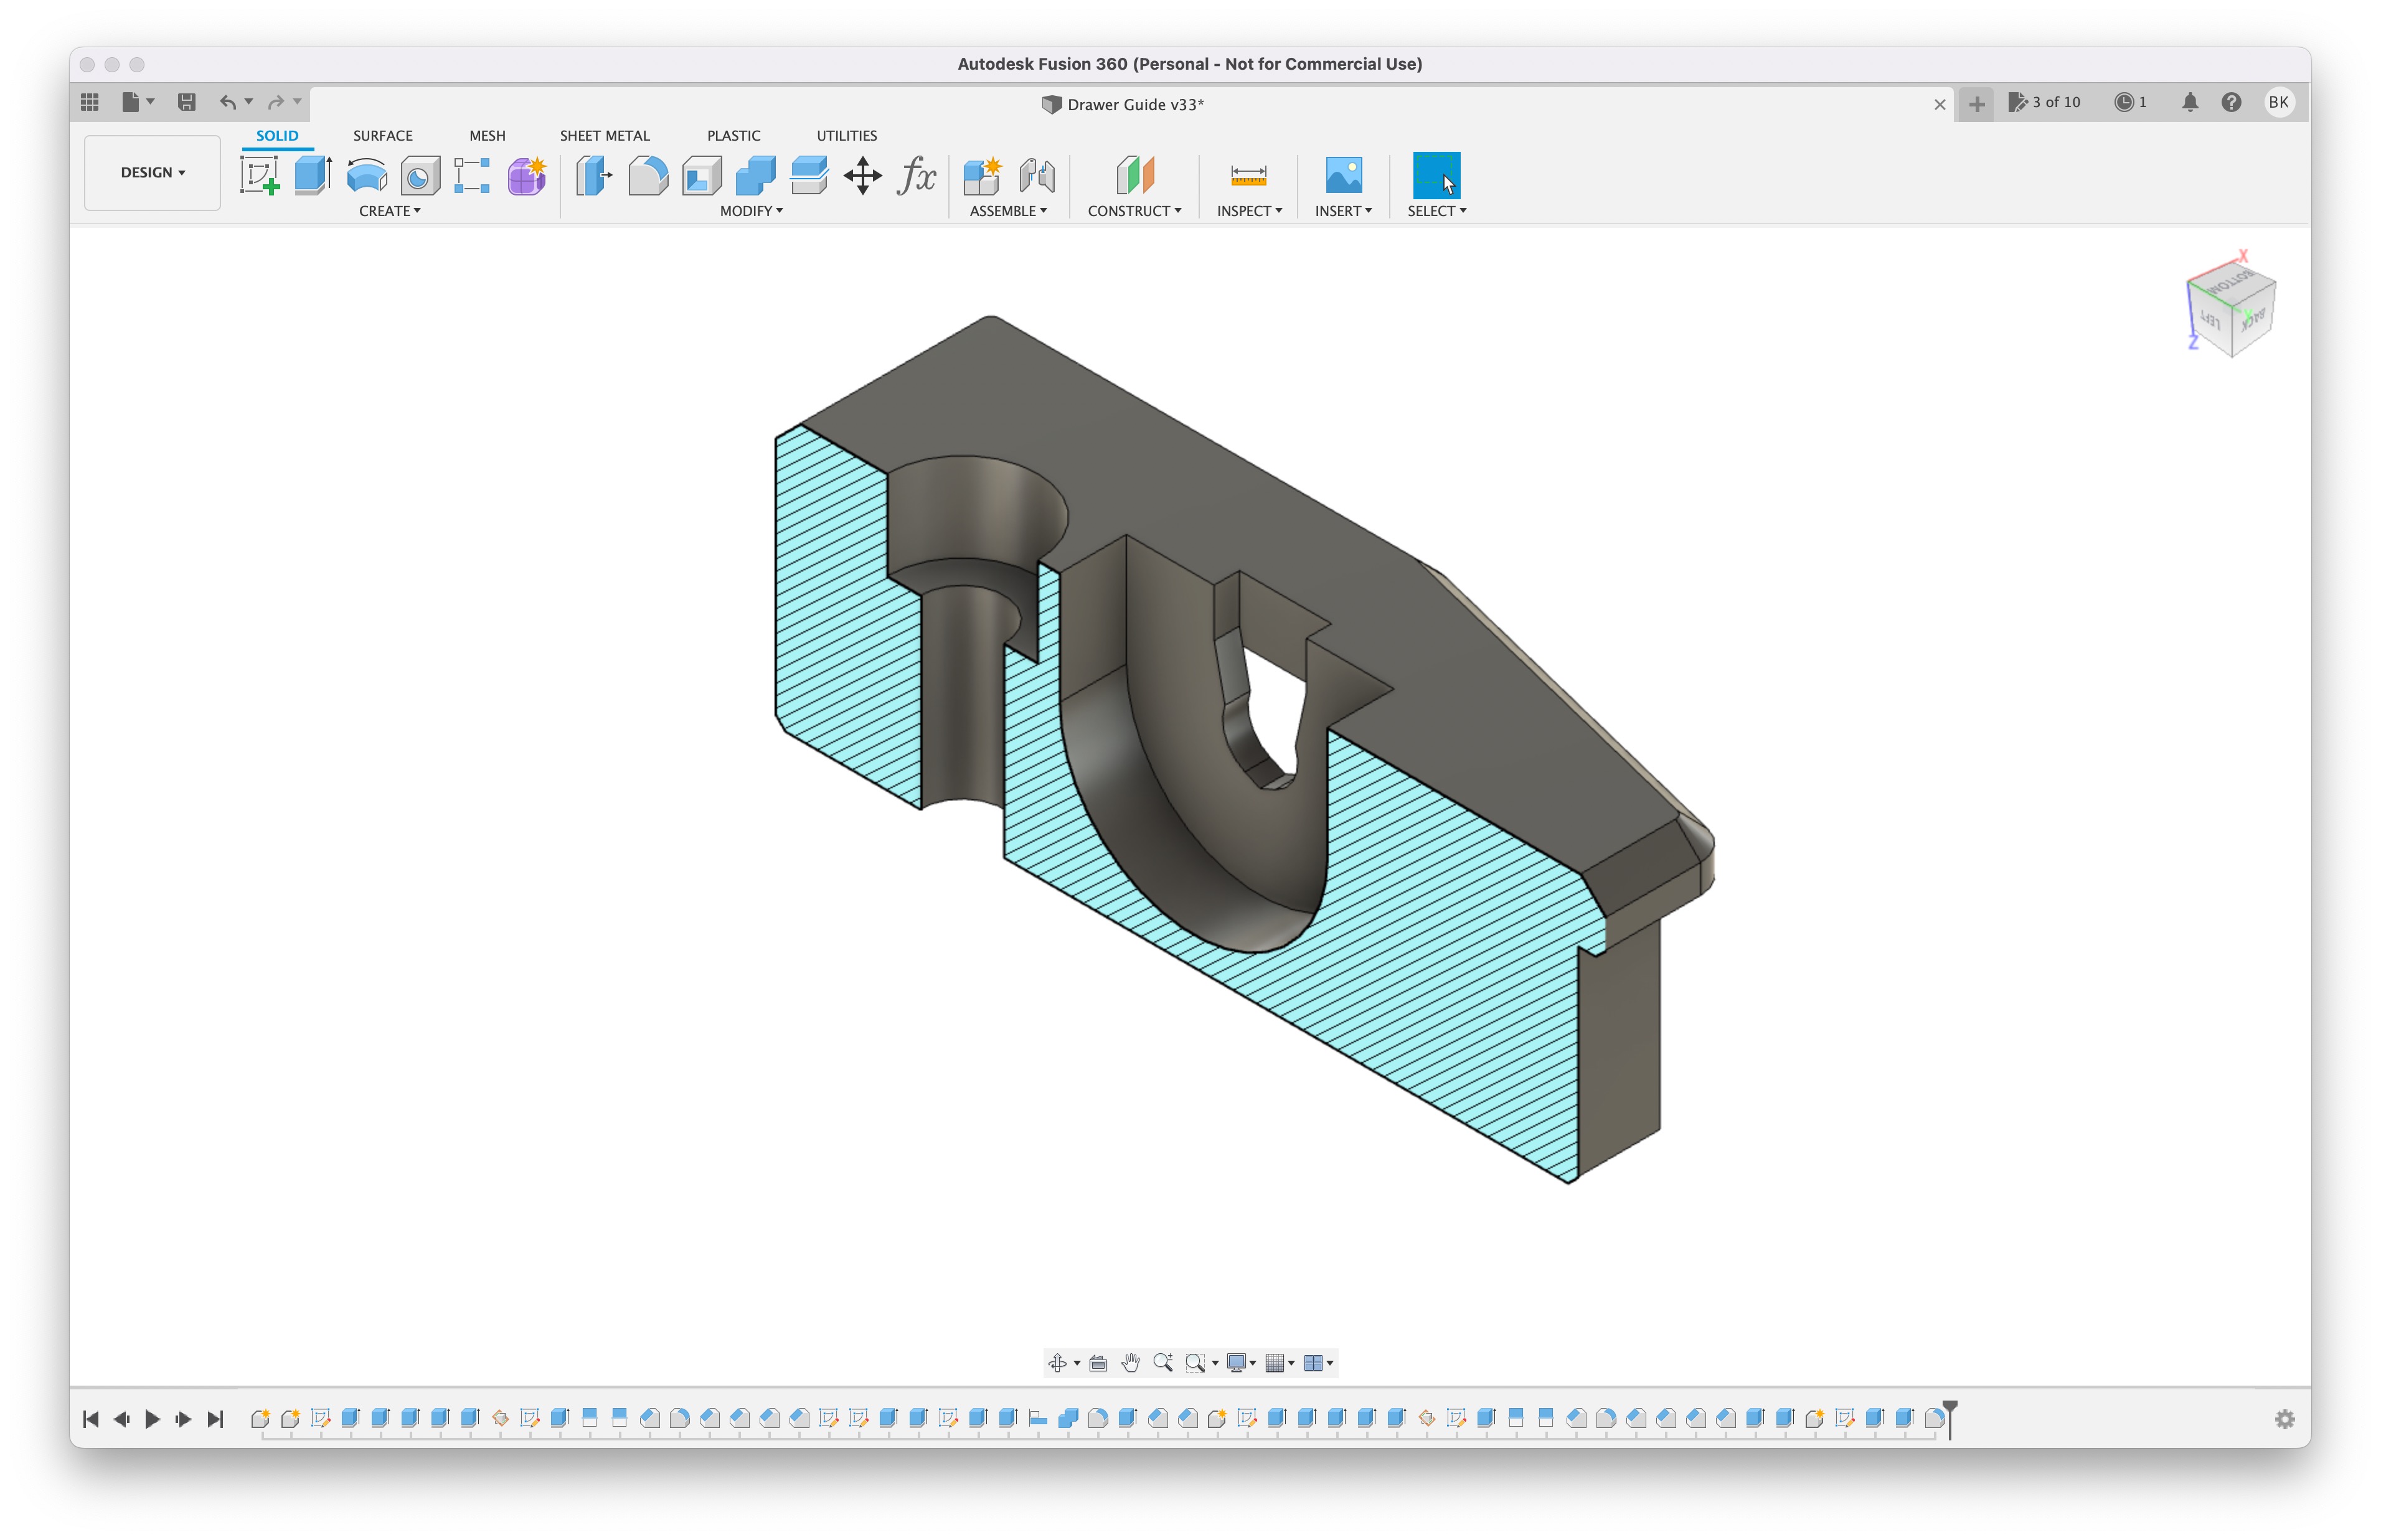 Autodesk Fusion 360 (Personal - Not for Commercial Use)
Drawer Guide v33*
3 of 10
1
BK
DESIGN
SOLID
SURFACE
MESH
SHEET METAL
PLASTIC
UTILITIES
fx
CREATE
MODIFY
ASSEMBLE
CONSTRUCT
INSPECT
INSERT
SELECT
X
BOTTOM
LEFT
BACK
Y
Z